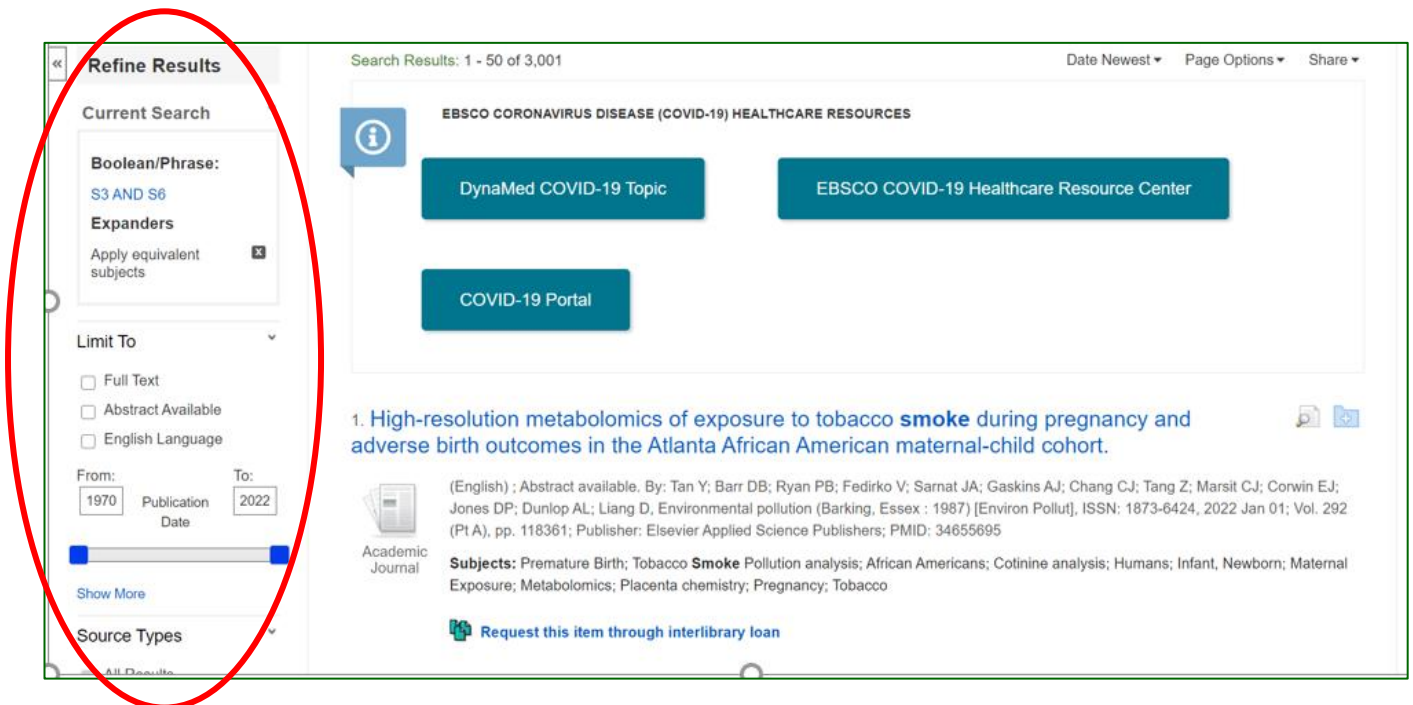 «
Refine Results
Current Search
Boolean/Phrase:
S3 AND S6
Expanders
Apply equivalent
subjects
x
Limit To
Full Text
Abstract Available
English Language
From:
To:
1970
Publication
Date
2022
Show More
Source Types
All Results
Search Results: 1 - 50 of 3,001
Date Newest
Page Options
Share
EBSCO CORONAVIRUS DISEASE (COVID-19) HEALTHCARE RESOURCES
DynaMed COVID-19 Topic
EBSCO COVID-19 Healthcare Resource Center
COVID-19 Portal
1. High-resolution metabolomics of exposure to tobacco smoke during pregnancy and
adverse birth outcomes in the Atlanta African American maternal-child cohort.
Academic
Journal
(English) ; Abstract available. By: Tan Y; Barr DB; Ryan PB; Fedirko V; Sarnat JA; Gaskins AJ; Chang CJ; Tang Z; Marsit CJ; Corwin EJ;
Jones DP; Dunlop AL; Liang D, Environmental pollution (Barking, Essex : 1987) [Environ Pollut], ISSN: 1873-6424, 2022 Jan 01; Vol. 292
(Pt A), pp. 118361; Publisher: Elsevier Applied Science Publishers; PMID: 34655695
Subjects: Premature Birth; Tobacco Smoke Pollution analysis; African Americans; Cotinine analysis; Humans; Infant, Newborn; Maternal
Exposure; Metabolomics; Placenta chemistry; Pregnancy; Tobacco
Request this item through interlibrary loan